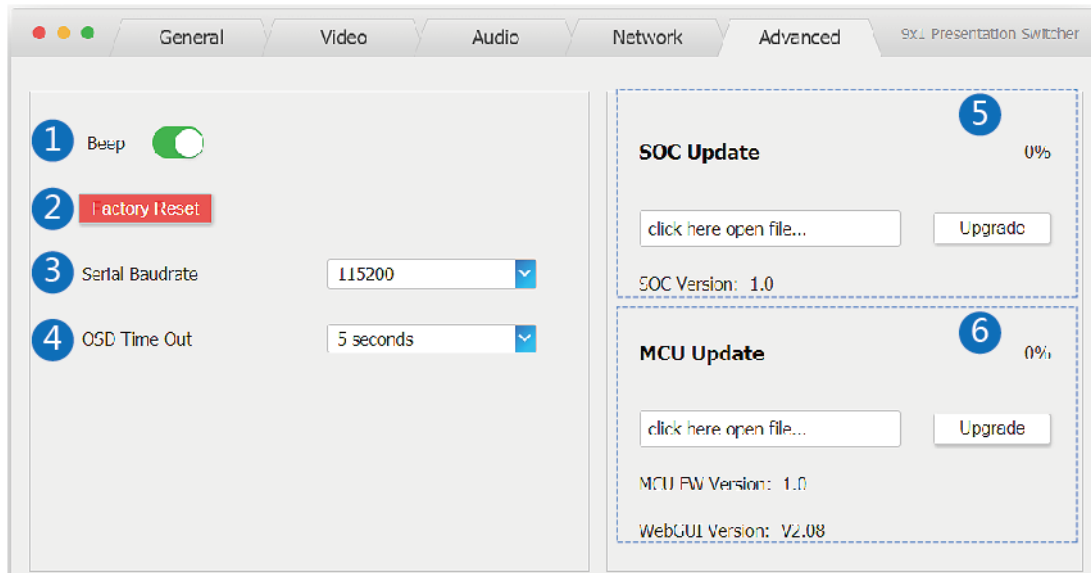 General Video Audio Network Advanced 9x1 Presentation Switcher
1 Beep
2 Factory Reset
3 Serial Baudrate 115200
4 OSD Time Out 5 seconds
5
SOC Update 0%
click here open file... Upgrade
SOC Version: 1.0
6
MCU Update 0%
click here open file... Upgrade
MCU FW Version: 1.0
WebGUI Version: V2.08